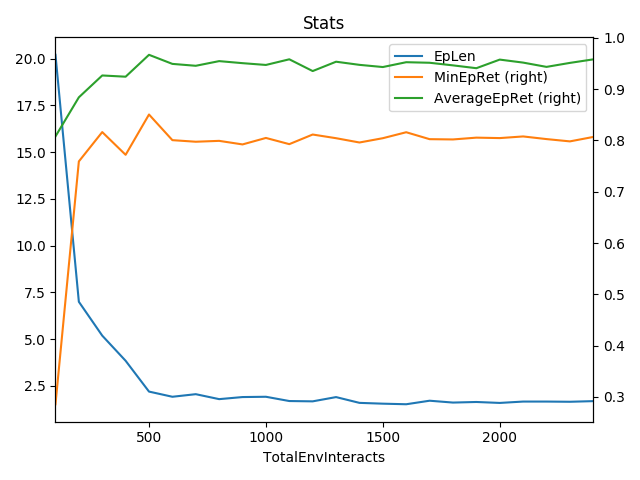 Stats
EpLen
MinEpRet (right)
AverageEpRet (right)
20.0
17.5
15.0
12.5
10.0
7.5
5.0
2.5
1.0
0.9
0.8
0.7
0.6
0.5
0.4
0.3
500 1000 1500 2000
TotalEnvInteracts